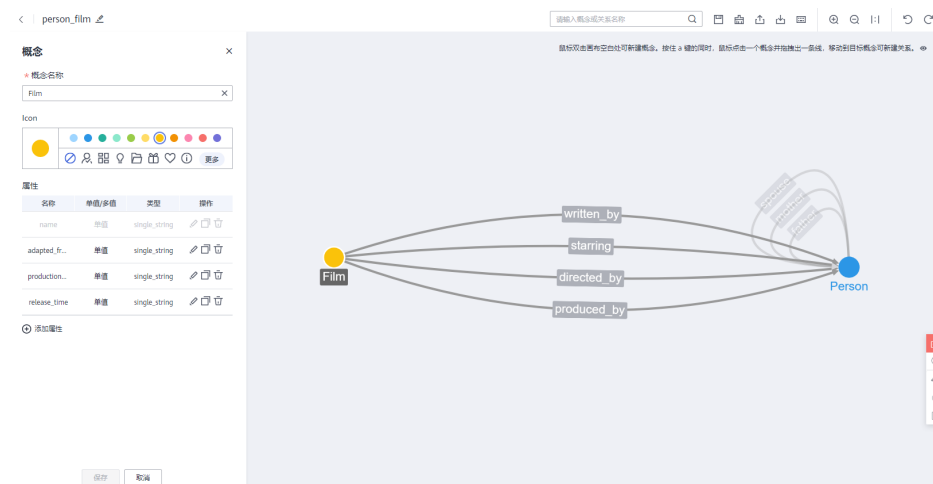 person_film
请输入概念或关系名称
概念
鼠标双击画布空白处可新建概念。按住 a 键的同时，鼠标点击一个概念并拖拽出一条线，移动到目标概念可新建关系。
* 概念名称
Film
Icon
更多
属性
名称 单值/多值 类型 操作
name 单值 single_string
adapted_fr... 单值 single_string
production... 单值 single_string
release_time 单值 single_string
添加属性
written_by
starring
directed_by
produced_by
Film
Person
保存 取消